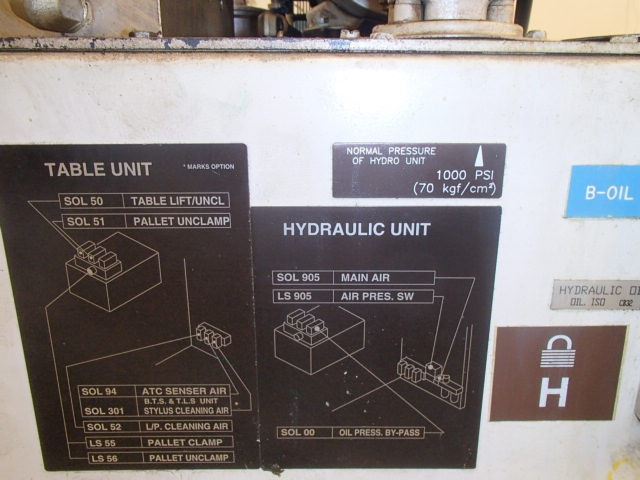 TABLE UNIT
* MARKS OPTION
SOL 50 TABLE LIFT/UNCL
SOL 51 PALLET UNCLAMP
SOL 94 ATC SENSER AIR
B.T.S. & T.L.S UNIT
SOL 301 STYLUS CLEANING AIR
SOL 52 L/P. CLEANING AIR
LS 55 PALLET CLAMP
LS 56 PALLET UNCLAMP
NORMAL PRESSURE
OF HYDRO UNIT
1000 PSI
(70 kgf/cm²)
HYDRAULIC UNIT
SOL 905 MAIN AIR
LS 905 AIR PRES. SW
SOL 00 OIL PRESS. BY-PASS
B-OIL
HYDRAULIC
OIL. ISO
H